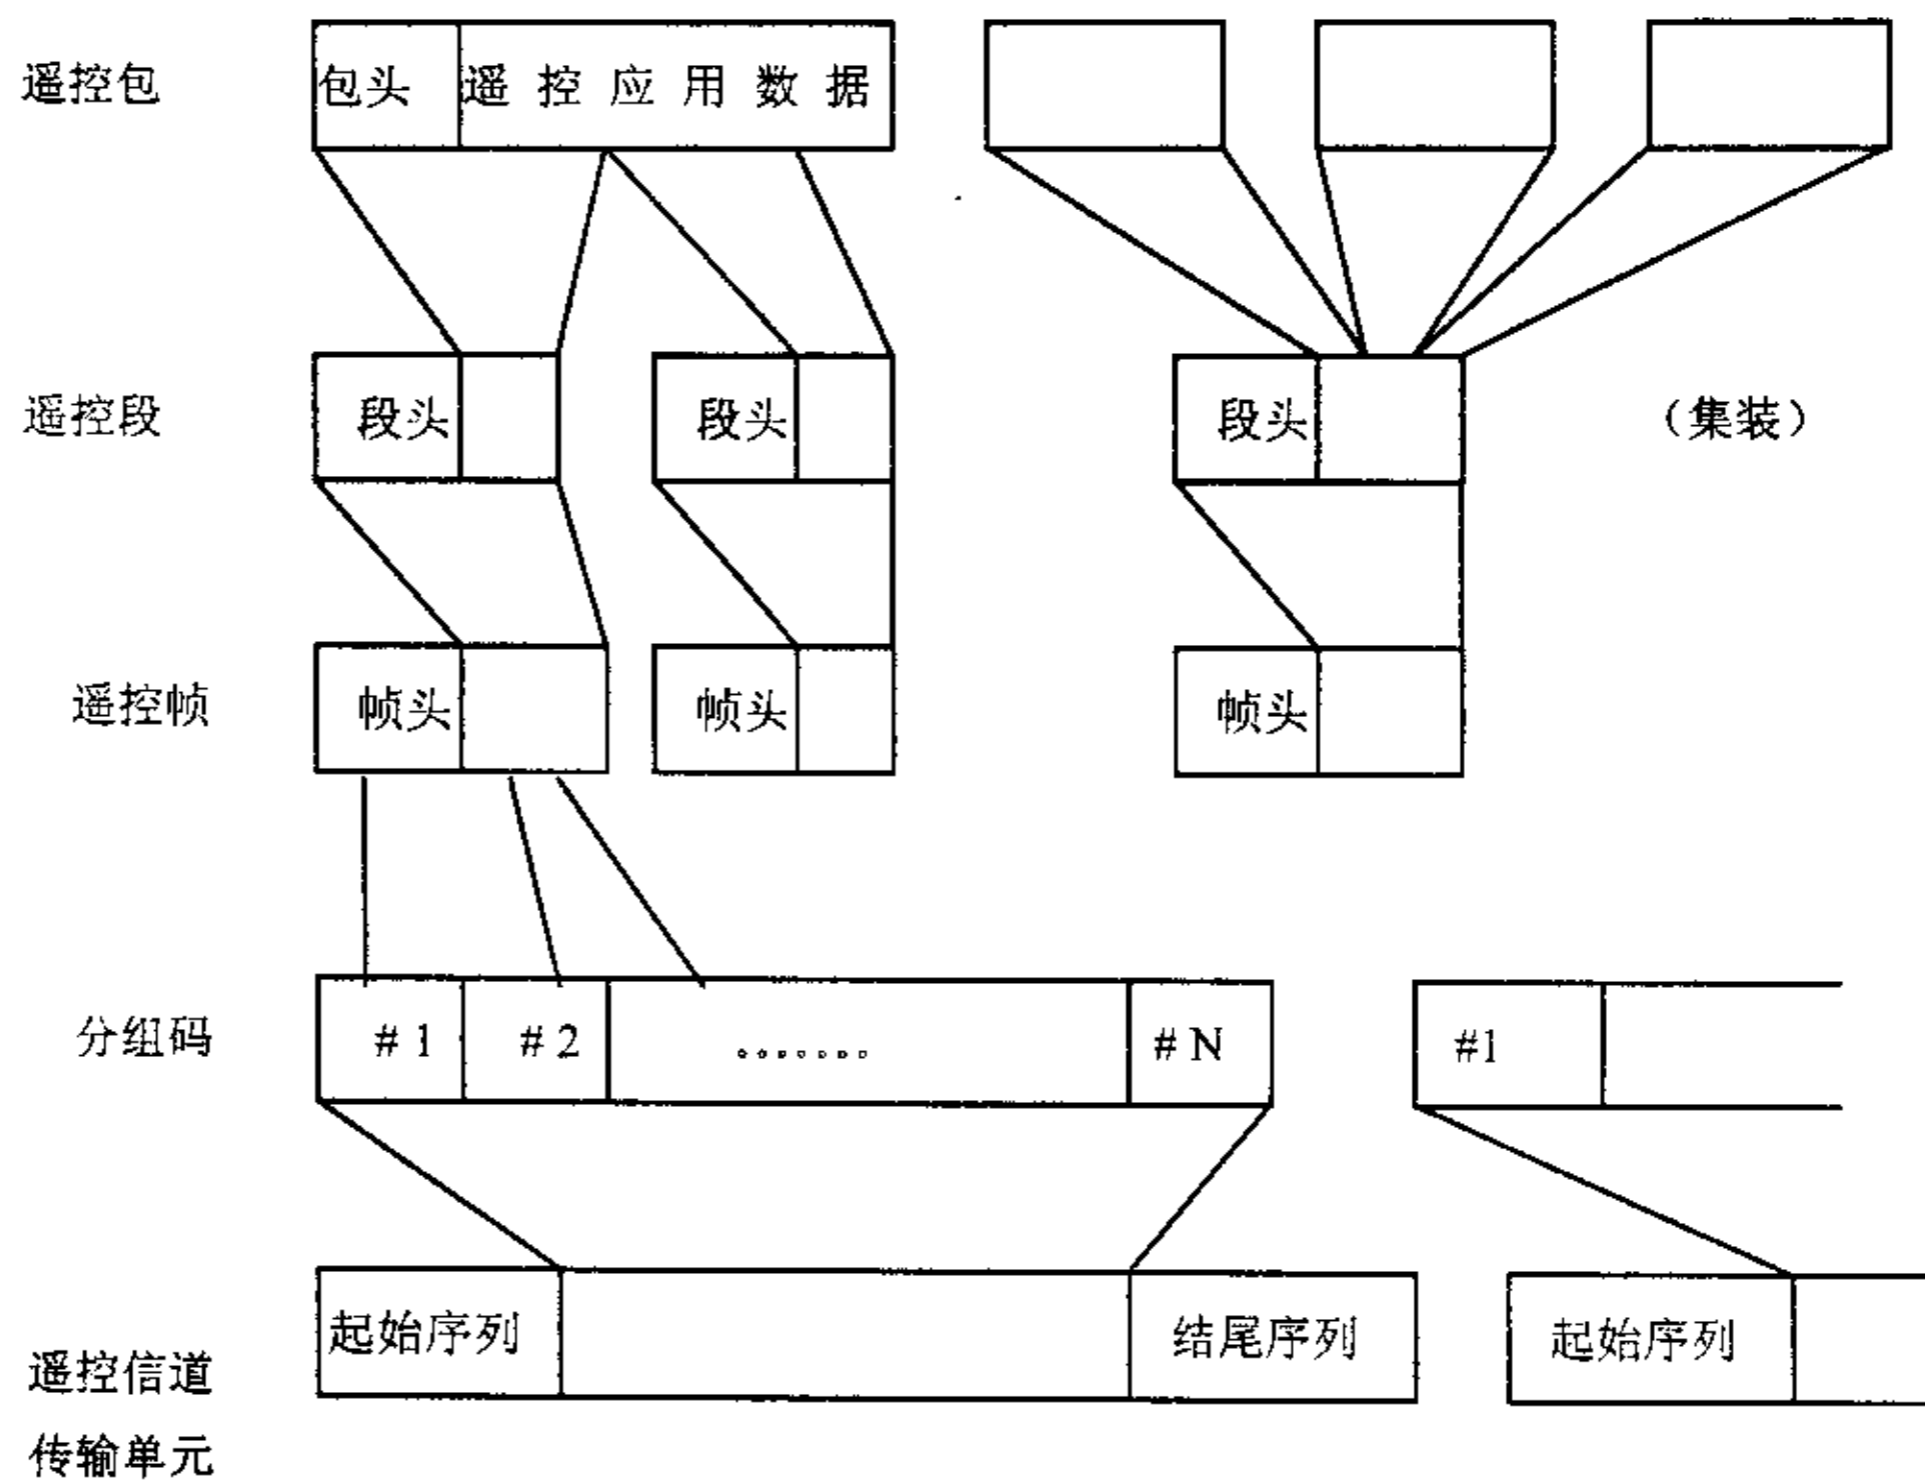 遥控包
包头 遥控应用数据
遥控段
段头 段头 段头 （集装）
遥控帧
帧头 帧头 帧头
分组码
#1 #2 ....... #N #1
起始序列 结尾序列 起始序列
遥控信道
传输单元